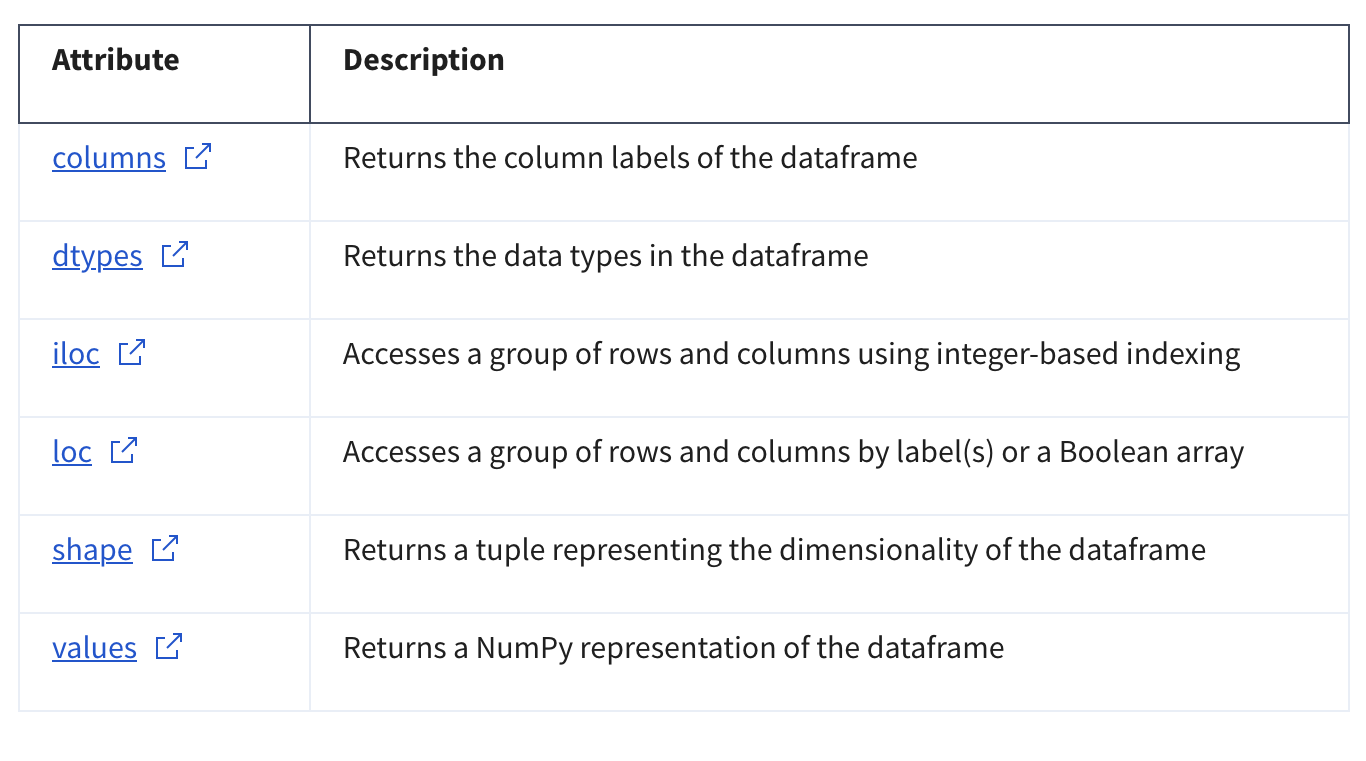 Attribute Description
columns Returns the column labels of the dataframe
dtypes Returns the data types in the dataframe
iloc Accesses a group of rows and columns using integer-based indexing
loc Accesses a group of rows and columns by label(s) or a Boolean array
shape Returns a tuple representing the dimensionality of the dataframe
values Returns a NumPy representation of the dataframe